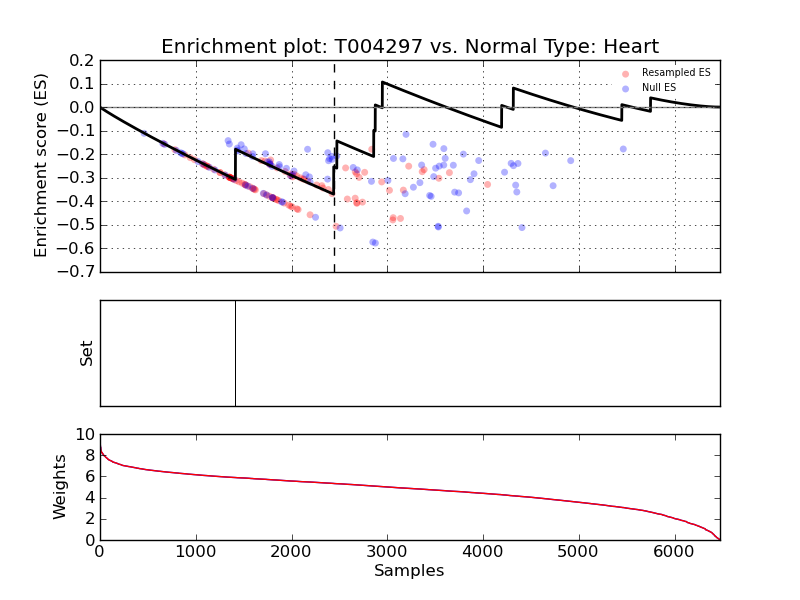 Enrichment plot: T004297 vs. Normal Type: Heart
Enrichment score (ES)
0.2
0.1
0.0
−0.1
−0.2
−0.3
−0.4
−0.5
−0.6
−0.7
Resampled ES
Null ES
Set
Weights
10
8
6
4
2
0
0 1000 2000 3000 4000 5000 6000
Samples